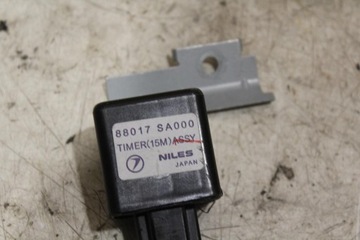 88017 SA000
TIMER(15M)ASSY
NILES
JAPAN